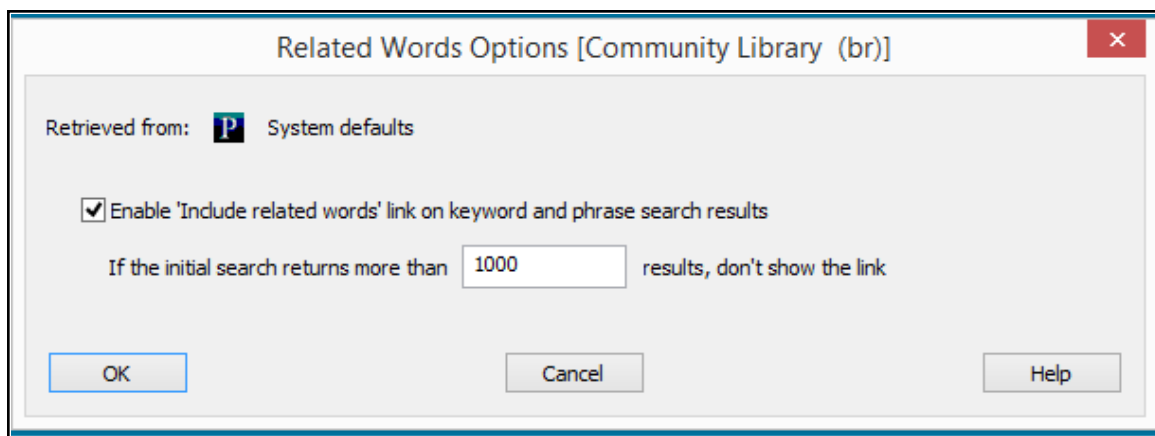 Related Words Options [Community Library  (br)]
Retrieved from: P System defaults
Enable 'Include related words' link on keyword and phrase search results
If the initial search returns more than 1000 results, don't show the link
OK Cancel Help